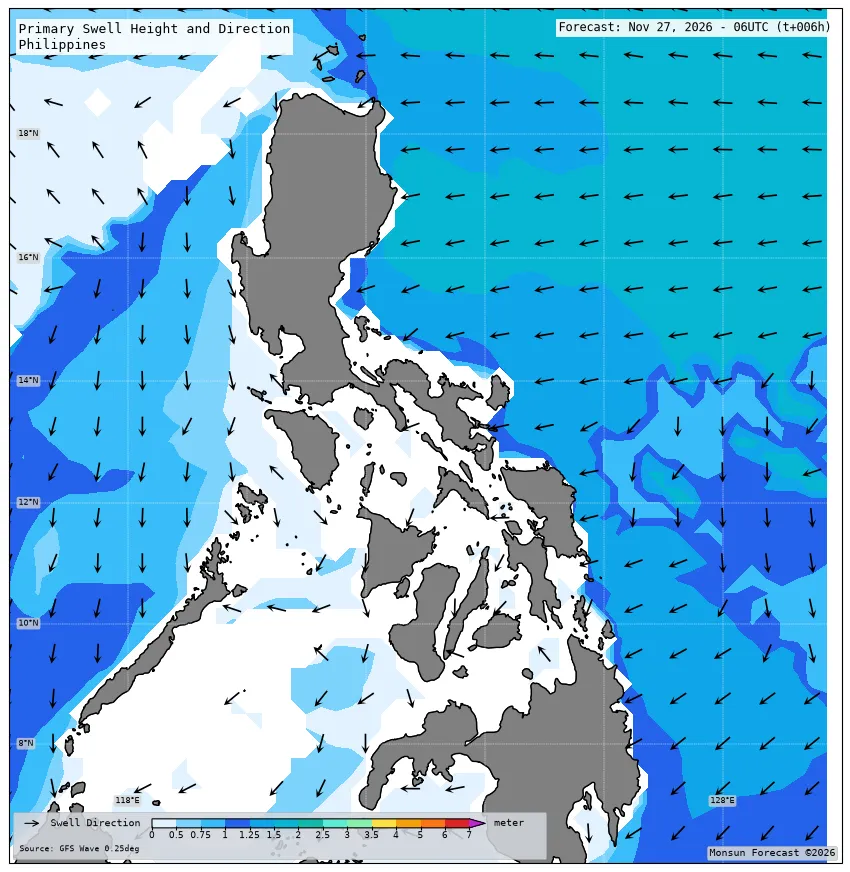 Primary Swell Height and Direction
Philippines
Forecast: Nov 27, 2026 - 06UTC (t+006h)
18°N
16°N
14°N
12°N
10°N
8°N
118°E
128°E
Swell Direction
meter
0 0.5 0.75 1 1.25 1.5 2 2.5 3 3.5 4 5 6 7
Source: GFS Wave 0.25deg
Monsun Forecast ©2026